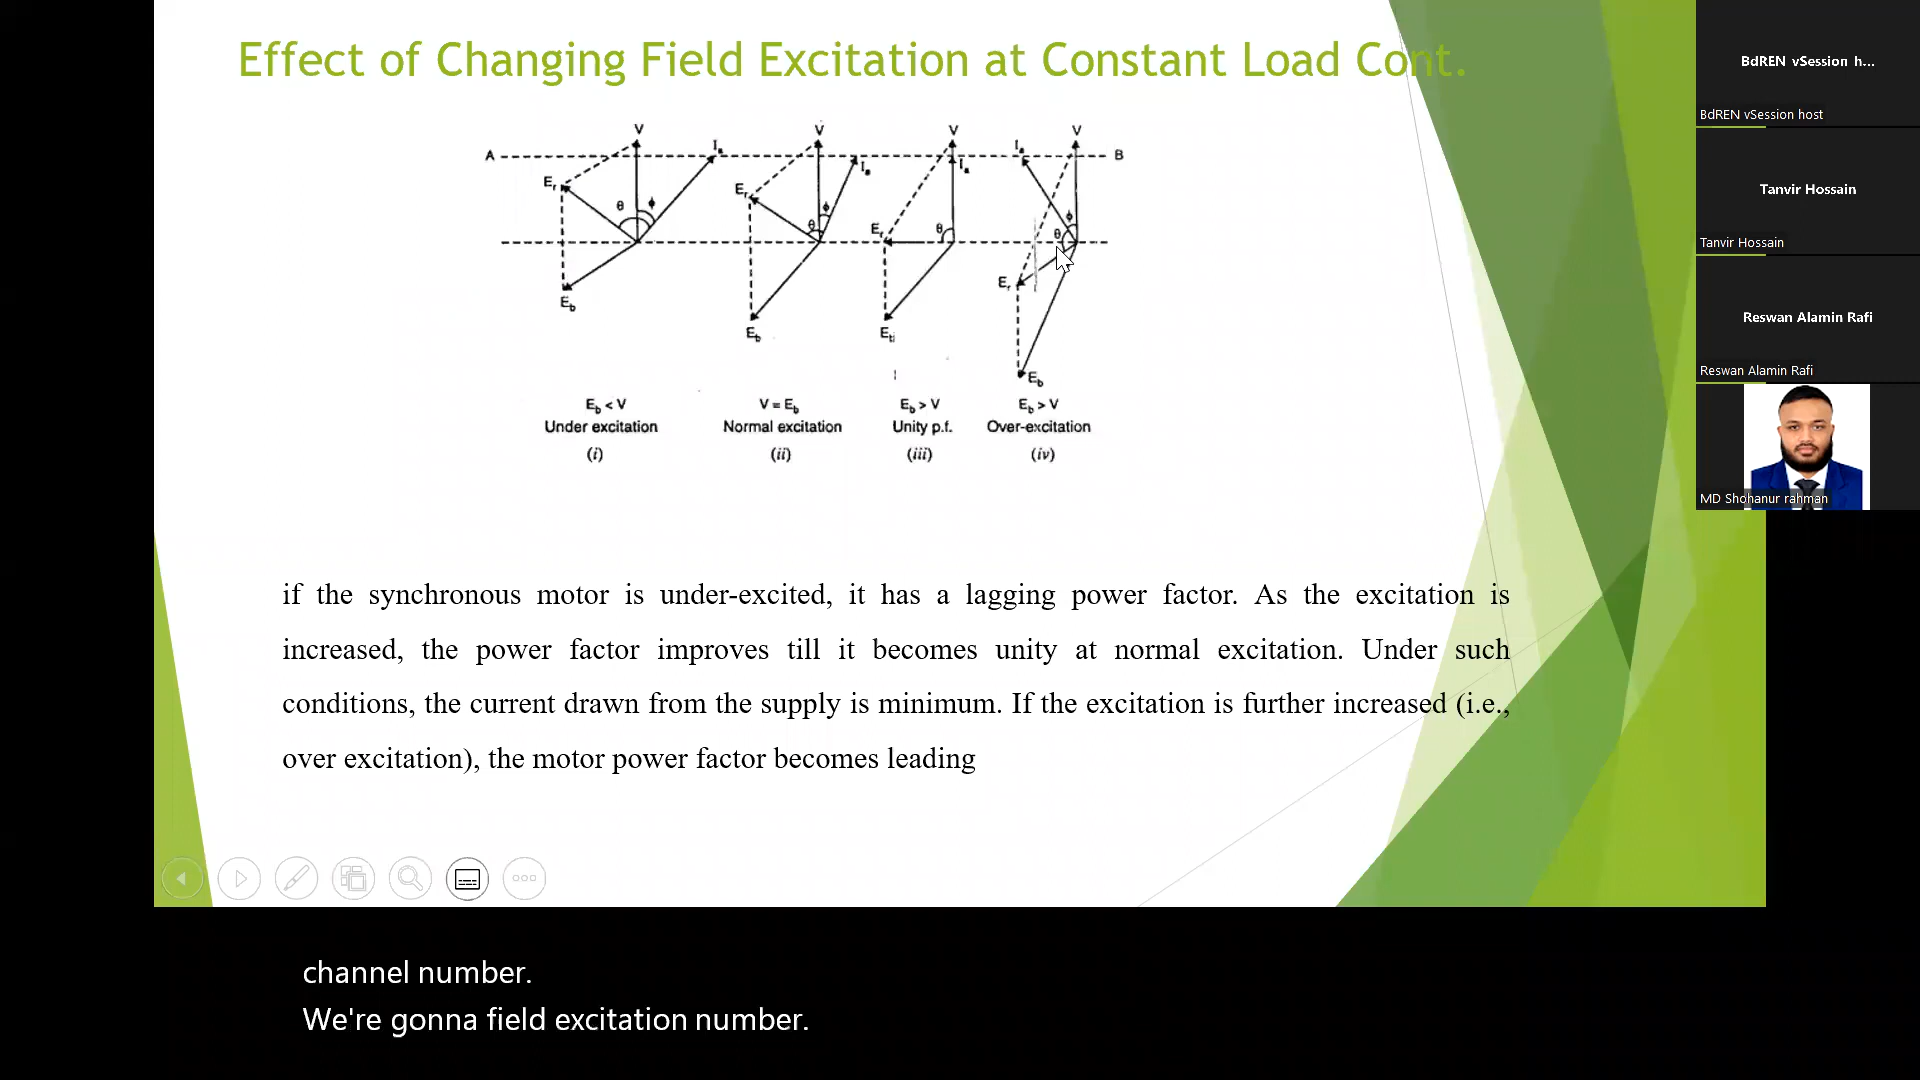 Effect of Changing Field Excitation at Constant Load Cont.
A V Ia V Ia V Ia Ia V B
Er θ ϕ Er θ ϕ Er θ Er θ ϕ
Eb Eb Eb Eb
Eb < V V = Eb Eb > V Eb > V
Under excitation Normal excitation Unity p.f. Over-excitation
(i) (ii) (iii) (iv)
if the synchronous motor is under-excited, it has a lagging power factor. As the excitation is
increased, the power factor improves till it becomes unity at normal excitation. Under such
conditions, the current drawn from the supply is minimum. If the excitation is further increased (i.e.,
over excitation), the motor power factor becomes leading
BdREN vSession h...
BdREN vSession host
Tanvir Hossain
Tanvir Hossain
Reswan Alamin Rafi
Reswan Alamin Rafi
MD Shohanur rahman
channel number.
We're gonna field excitation number.